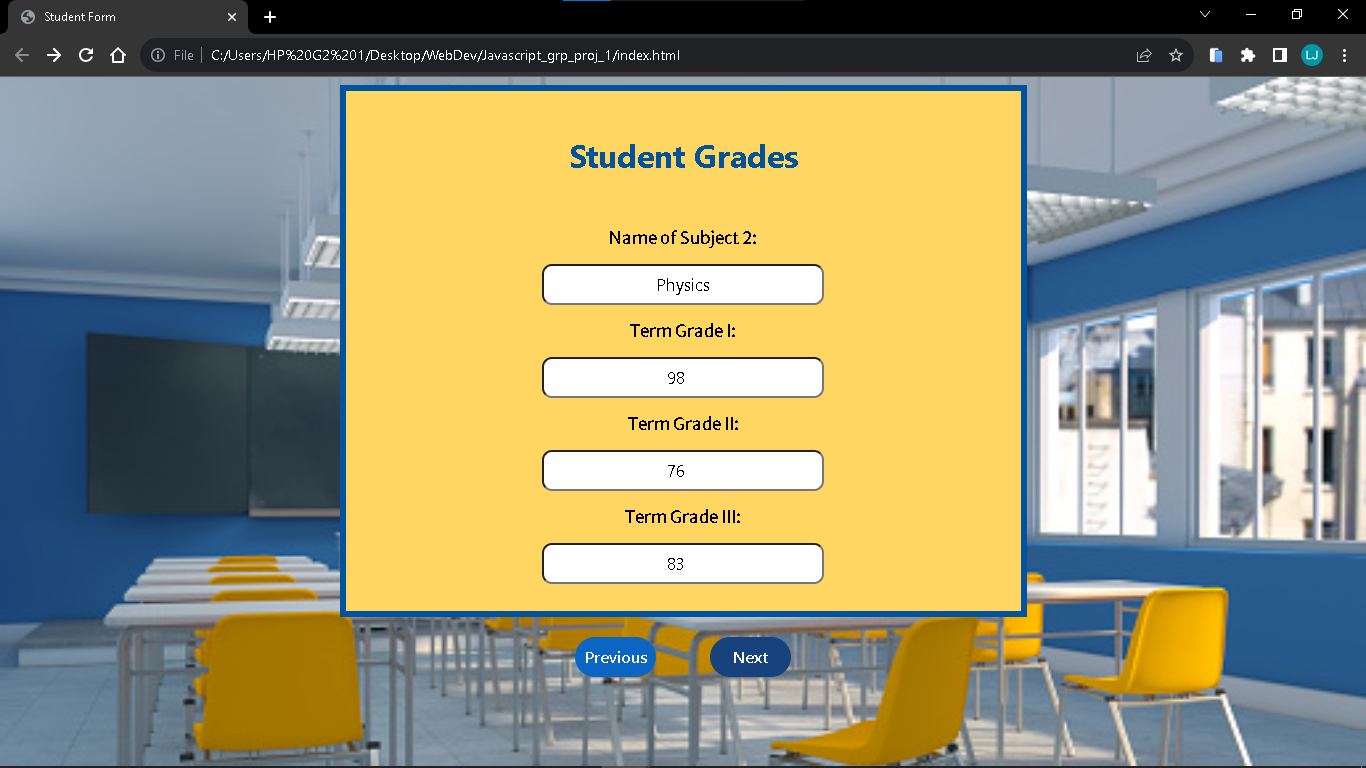 Student Form
File
C:/Users/HP%20G2%201/Desktop/WebDev/Javascript_grp_proj_1/index.html
LJ
Student Grades
Name of Subject 2:
Physics
Term Grade I:
98
Term Grade II:
76
Term Grade III:
83
Previous
Next